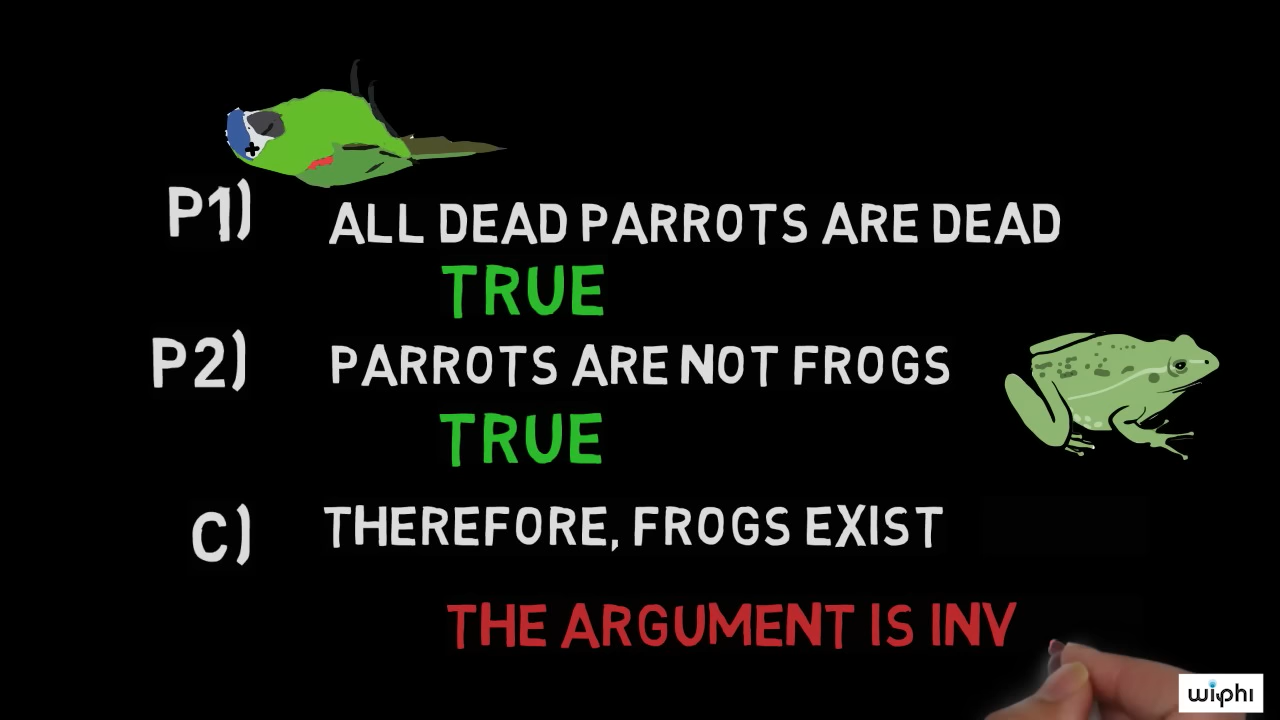 P1) ALL DEAD PARROTS ARE DEAD
TRUE
P2) PARROTS ARE NOT FROGS
TRUE
C) THEREFORE, FROGS EXIST
THE ARGUMENT IS INV
wiphi